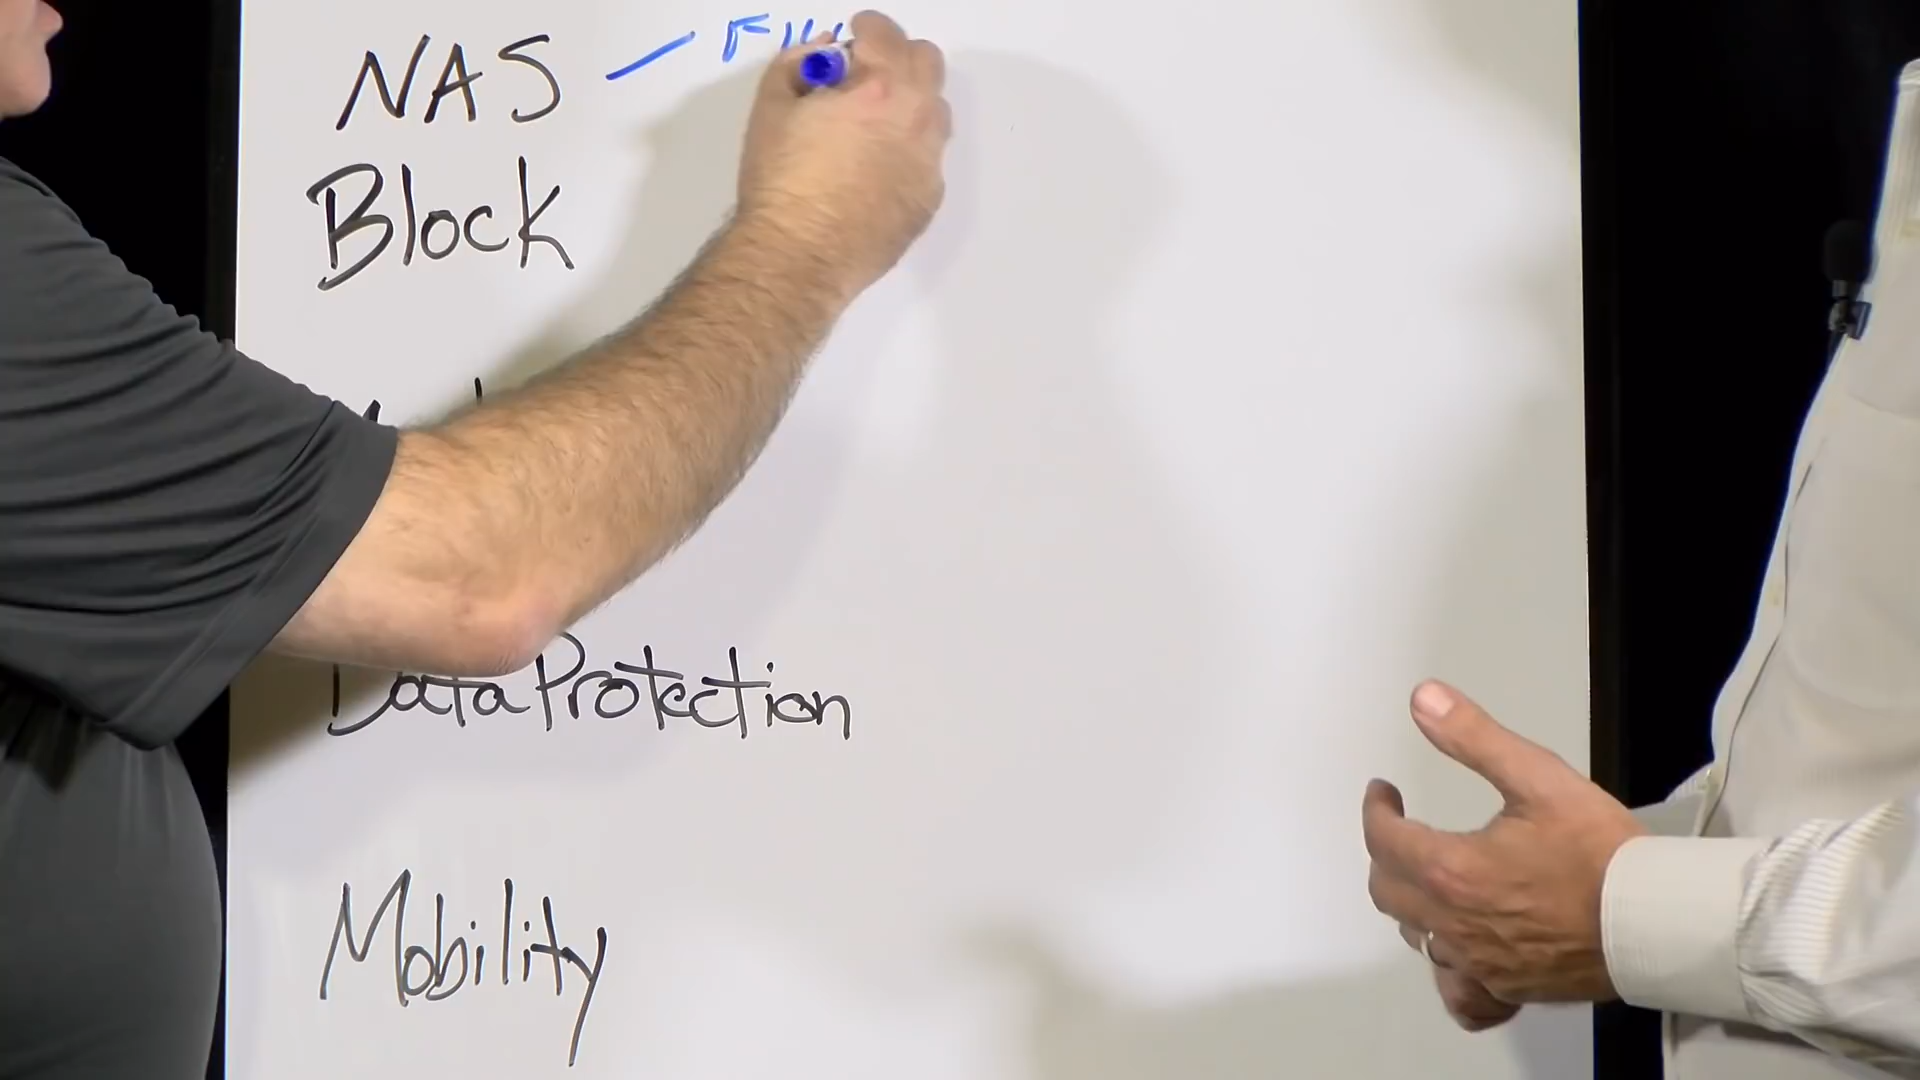 NAS —
Block
Data Protection
Mobility